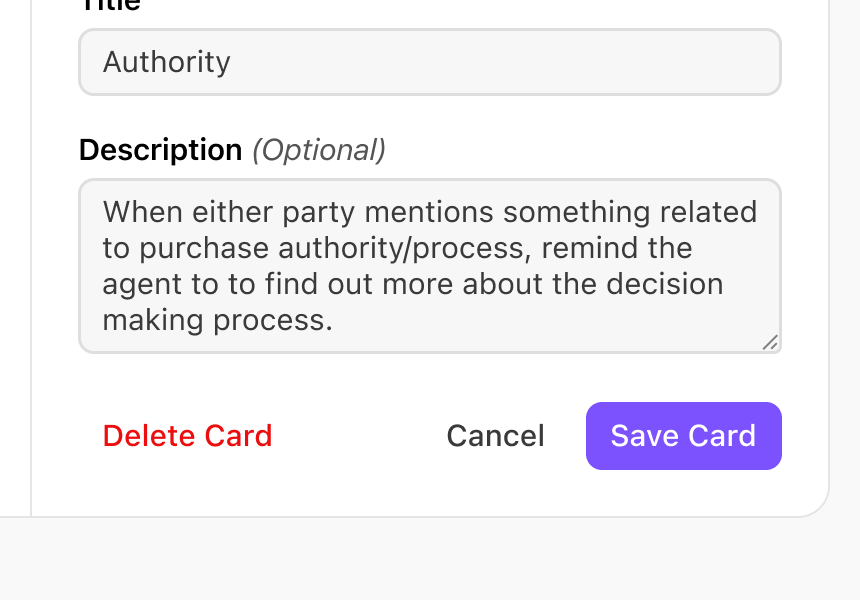 Title
Authority
Description (Optional)
When either party mentions something related
to purchase authority/process, remind the
agent to to find out more about the decision
making process.
Delete Card
Cancel
Save Card